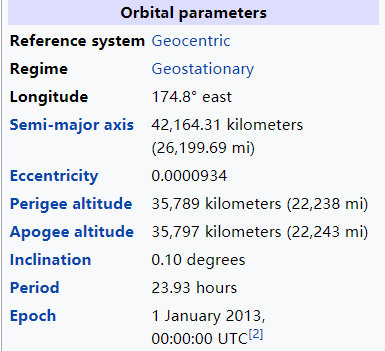 Orbital parameters
Reference system Geocentric
Regime Geostationary
Longitude 174.8° east
Semi-major axis 42,164.31 kilometers
(26,199.69 mi)
Eccentricity 0.0000934
Perigee altitude 35,789 kilometers (22,238 mi)
Apogee altitude 35,797 kilometers (22,243 mi)
Inclination 0.10 degrees
Period 23.93 hours
Epoch 1 January 2013,
00:00:00 UTC[2]